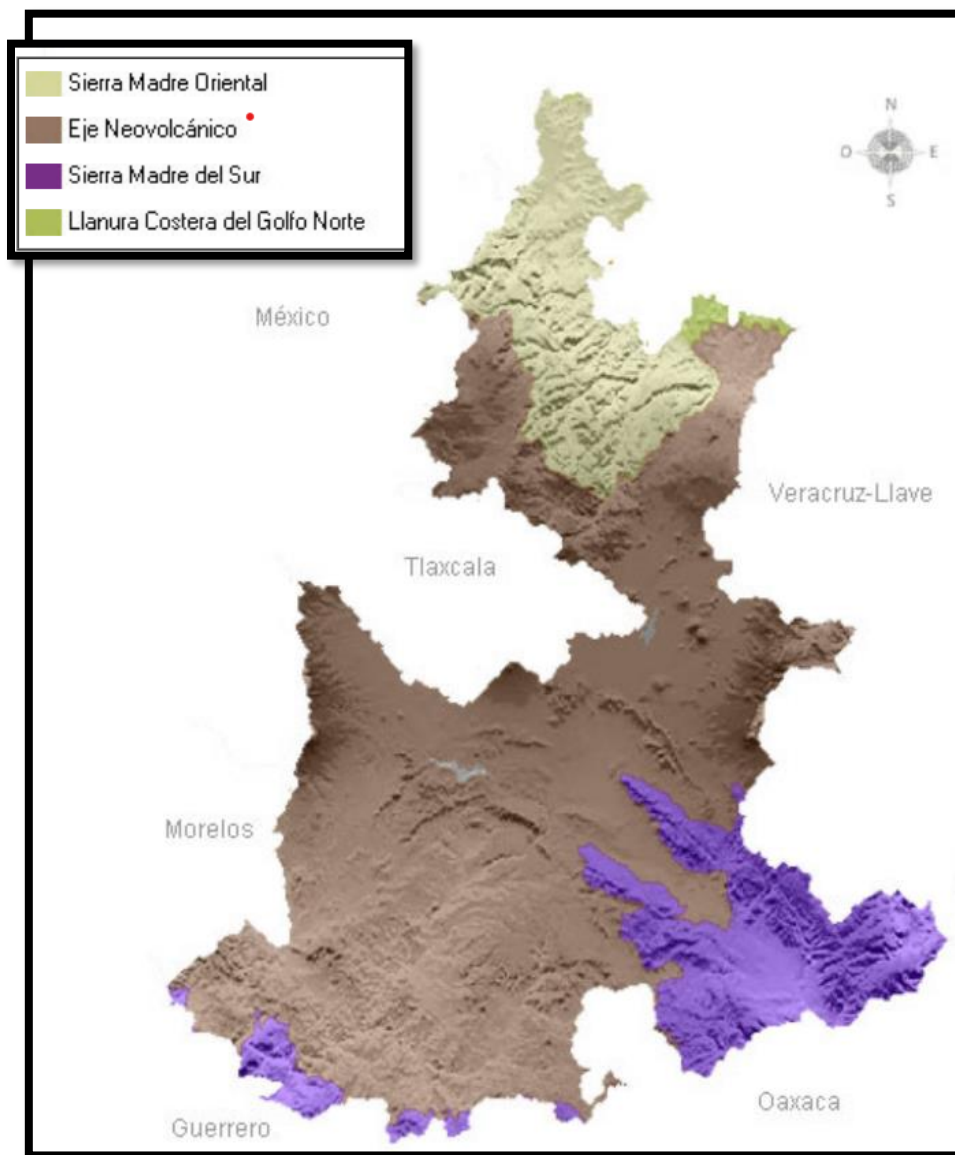 Sierra Madre Oriental
Eje Neovolcánico
Sierra Madre del Sur
Llanura Costera del Golfo Norte
N
O E
S
México
Veracruz-Llave
Tlaxcala
Morelos
Oaxaca
Guerrero